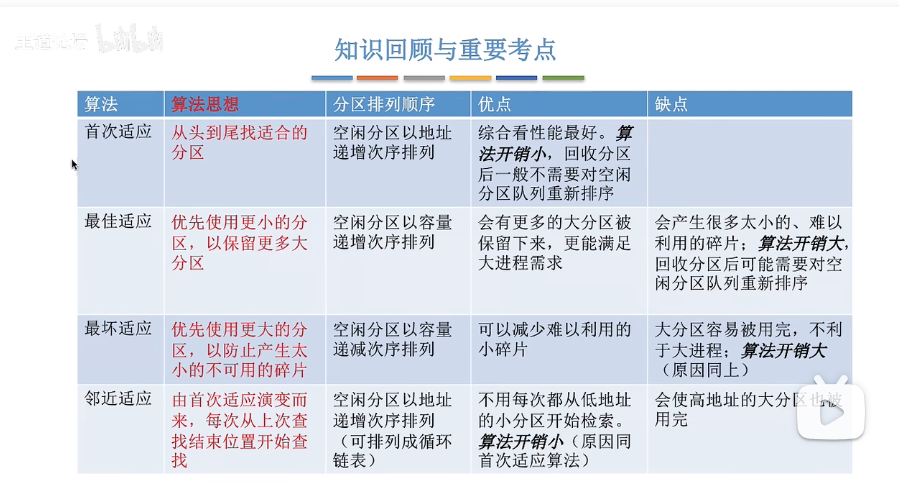 bilibili
知识回顾与重要考点
算法 算法思想 分区排列顺序 优点 缺点
首次适应
从头到尾找适合的
分区
空闲分区以地址
递增次序排列
综合看性能最好。算
法开销小，回收分区
后一般不需要对空闲
分区队列重新排序
最佳适应
优先使用更小的分
区，以保留更多大
分区
空闲分区以容量
递增次序排列
会有更多的大分区被
保留下来，更能满足
大进程需求
会产生很多太小的、难以
利用的碎片；算法开销大，
回收分区后可能需要对空
闲分区队列重新排序
最坏适应
优先使用更大的分
区，以防止产生太
小的不可用的碎片
空闲分区以容量
递减次序排列
可以减少难以利用的
小碎片
大分区容易被用完，不利
于大进程；算法开销大
（原因同上）
邻近适应
由首次适应演变而
来，每次从上次查
找结束位置开始查
找
空闲分区以地址
递增次序排列
（可排列成循环
链表）
不用每次都从低地址
的小分区开始检索。
算法开销小（原因同
首次适应算法）
会使高地址的大分区也被
用完